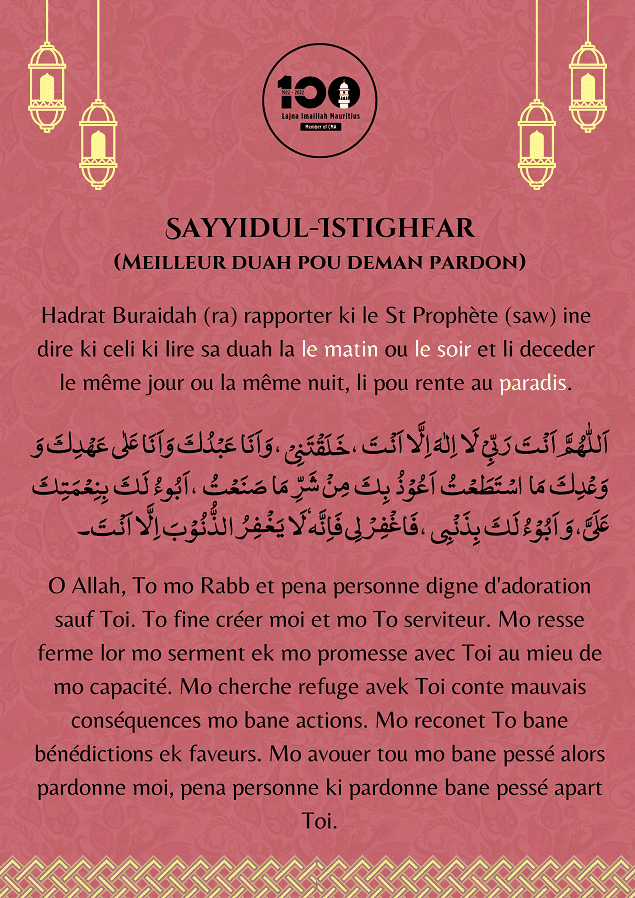 100
1922 - 2022
Lajna Imaillah Mauritius
Member of CMA
Sayyidul-Istighfar
(Meilleur duah pou deman pardon)
Hadrat Buraidah (ra) rapporter ki le St Prophète (saw) ine
dire ki celi ki lire sa duah la le matin ou le soir et li deceder
le même jour ou la même nuit, li pou rente au paradis.
اَللّٰهُمَّ اَنْتَ رَبِّيْ لَا اِلٰهَ اِلَّا اَنْتَ ، خَلَقْتَنِيْ ، وَاَنَا عَبْدُكَ وَاَنَا عَلٰى عَهْدِكَ وَ
وَعْدِكَ مَا اسْتَطَعْتُ اَعُوْذُ بِكَ مِنْ شَرِّ مَا صَنَعْتُ ، اَبُوءُ لَكَ بِنِعْمَتِكَ
عَلَيَّ، وَ اَبُوْءُ لَكَ بِذَنْۢبِي ، فَاغْفِرْ لِي فَاِنَّهٗ لَا يَغْفِرُ الذُّنُوْبَ اِلَّا اَنْتَ۔
O Allah, To mo Rabb et pena personne digne d'adoration
sauf Toi. To fine créer moi et mo To serviteur. Mo resse
ferme lor mo serment ek mo promesse avec Toi au mieu de
mo capacité. Mo cherche refuge avek Toi conte mauvais
conséquences mo bane actions. Mo reconet To bane
bénédictions ek faveurs. Mo avouer tou mo bane pessé alors
pardonne moi, pena personne ki pardonne bane pessé apart
Toi.